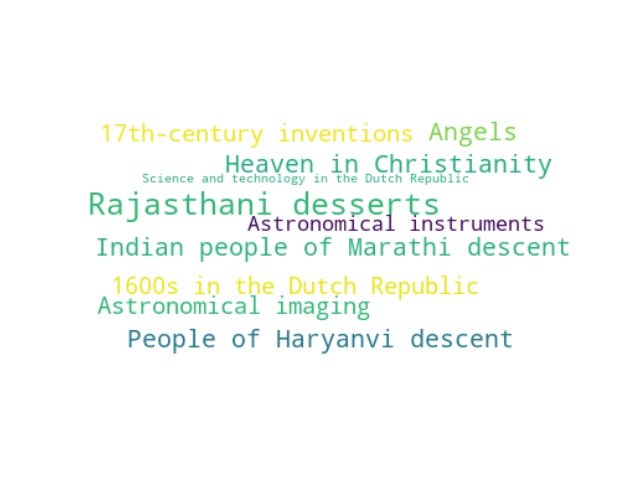 17th-century inventions Angels
Heaven in Christianity
Science and technology in the Dutch Republic
Rajasthani desserts
Astronomical instruments
Indian people of Marathi descent
1600s in the Dutch Republic
Astronomical imaging
People of Haryanvi descent